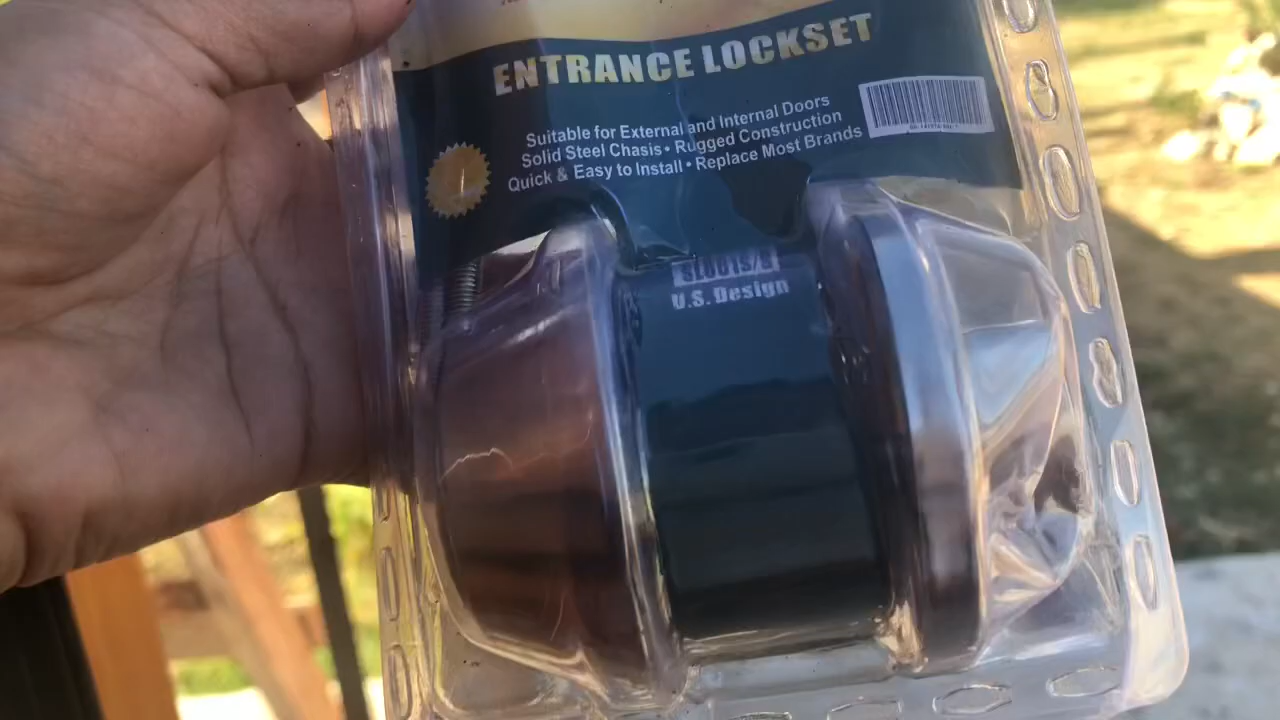 ENTRANCE LOCKSET
Suitable for External and Internal Doors
Solid Steel Chasis • Rugged Construction
Quick & Easy to Install • Replace Most Brands
U.S. Design